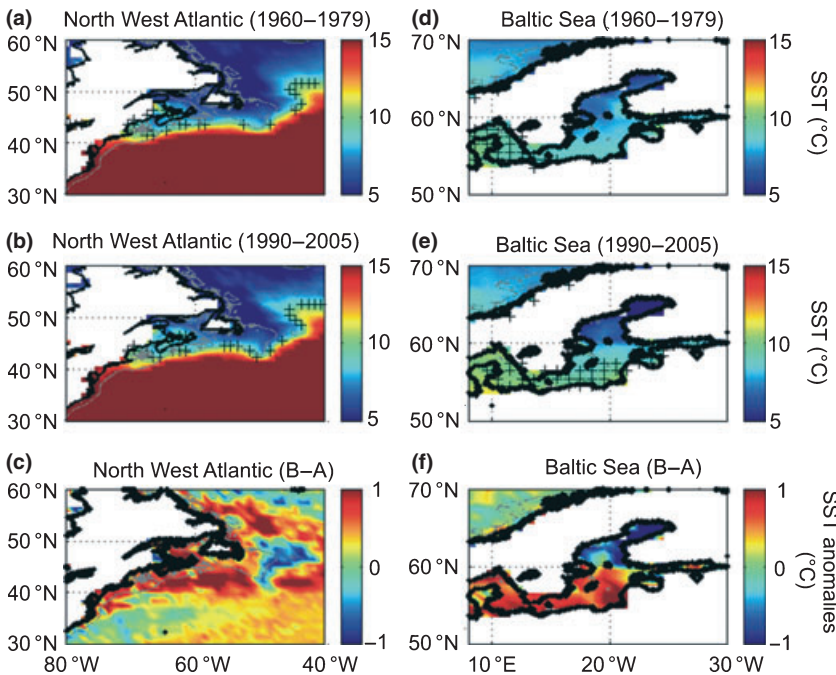 (a) North West Atlantic (1960–1979)
60 °N
50 °N
40 °N
30 °N
15
10
5
(d) Baltic Sea (1960–1979)
70 °N
60 °N
50 °N
15
10
5
SST (°C)
(b) North West Atlantic (1990–2005)
60 °N
50 °N
40 °N
30 °N
15
10
5
(e) Baltic Sea (1990–2005)
70 °N
60 °N
50 °N
15
10
5
SST (°C)
(c) North West Atlantic (B–A)
60 °N
50 °N
40 °N
30 °N
80 °W 60 °W 40 °W
1
0
–1
(f) Baltic Sea (B–A)
70 °N
60 °N
50 °N
10 °E 20 °W 30 °W
1
0
–1
SST anomalies
(°C)